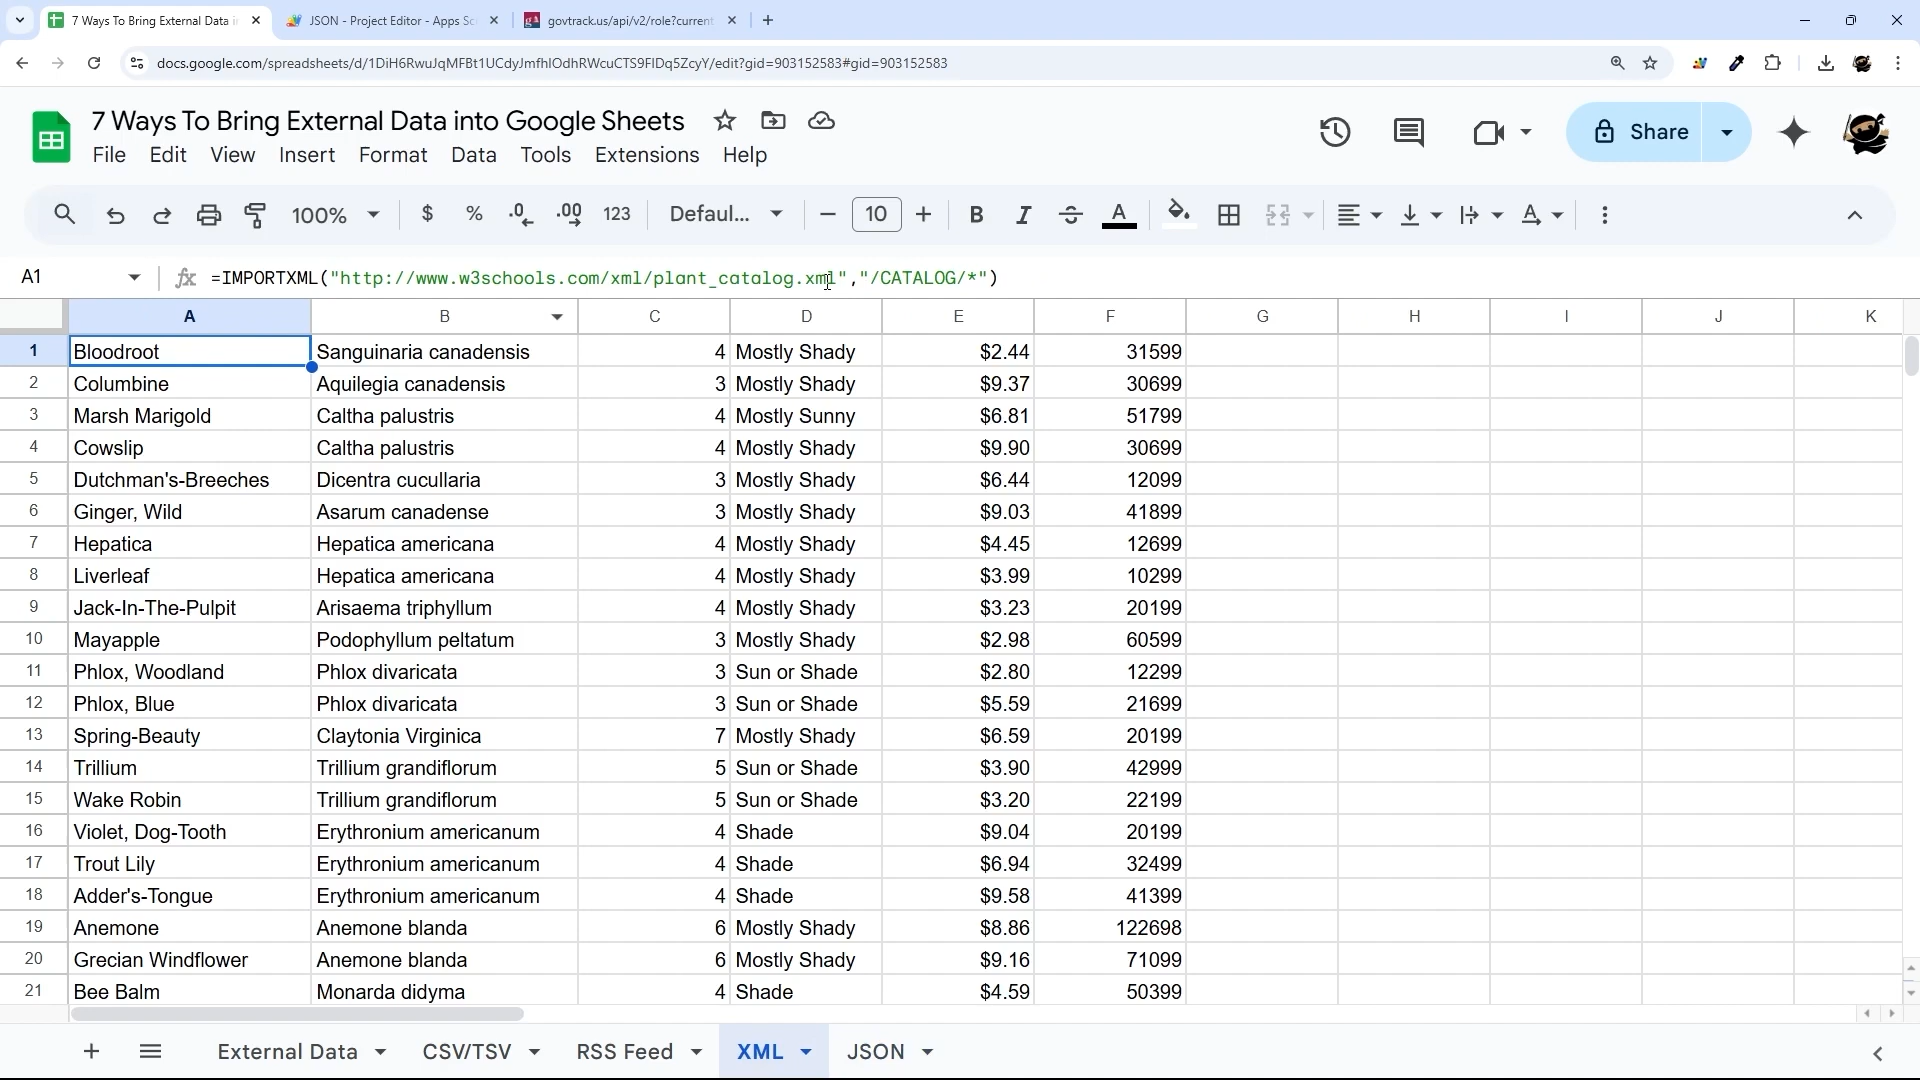 7 Ways To Bring External Data i
JSON - Project Editor - Apps Sc
govtrack.us/api/v2/role?current
docs.google.com/spreadsheets/d/1DiH6RwuJqMFBt1UCdyJmfhIOdhRWcuCTS9FIDq5ZcyY/edit?gid=903152583#gid=903152583
7 Ways To Bring External Data into Google Sheets
Share
File Edit View Insert Format Data Tools Extensions Help
100% $ % .0 .00 123 Defaul... 10 B I A
A1 fx =IMPORTXML("http://www.w3schools.com/xml/plant_catalog.xml","/CATALOG/*")
A B C D E F G H I J K
1 Bloodroot Sanguinaria canadensis 4 Mostly Shady $2.44 31599
2 Columbine Aquilegia canadensis 3 Mostly Shady $9.37 30699
3 Marsh Marigold Caltha palustris 4 Mostly Sunny $6.81 51799
4 Cowslip Caltha palustris 4 Mostly Shady $9.90 30699
5 Dutchman's-Breeches Dicentra cucullaria 3 Mostly Shady $6.44 12099
6 Ginger, Wild Asarum canadense 3 Mostly Shady $9.03 41899
7 Hepatica Hepatica americana 4 Mostly Shady $4.45 12699
8 Liverleaf Hepatica americana 4 Mostly Shady $3.99 10299
9 Jack-In-The-Pulpit Arisaema triphyllum 4 Mostly Shady $3.23 20199
10 Mayapple Podophyllum peltatum 3 Mostly Shady $2.98 60599
11 Phlox, Woodland Phlox divaricata 3 Sun or Shade $2.80 12299
12 Phlox, Blue Phlox divaricata 3 Sun or Shade $5.59 21699
13 Spring-Beauty Claytonia Virginica 7 Mostly Shady $6.59 20199
14 Trillium Trillium grandiflorum 5 Sun or Shade $3.90 42999
15 Wake Robin Trillium grandiflorum 5 Sun or Shade $3.20 22199
16 Violet, Dog-Tooth Erythronium americanum 4 Shade $9.04 20199
17 Trout Lily Erythronium americanum 4 Shade $6.94 32499
18 Adder's-Tongue Erythronium americanum 4 Shade $9.58 41399
19 Anemone Anemone blanda 6 Mostly Shady $8.86 122698
20 Grecian Windflower Anemone blanda 6 Mostly Shady $9.16 71099
21 Bee Balm Monarda didyma 4 Shade $4.59 50399
External Data CSV/TSV RSS Feed XML JSON